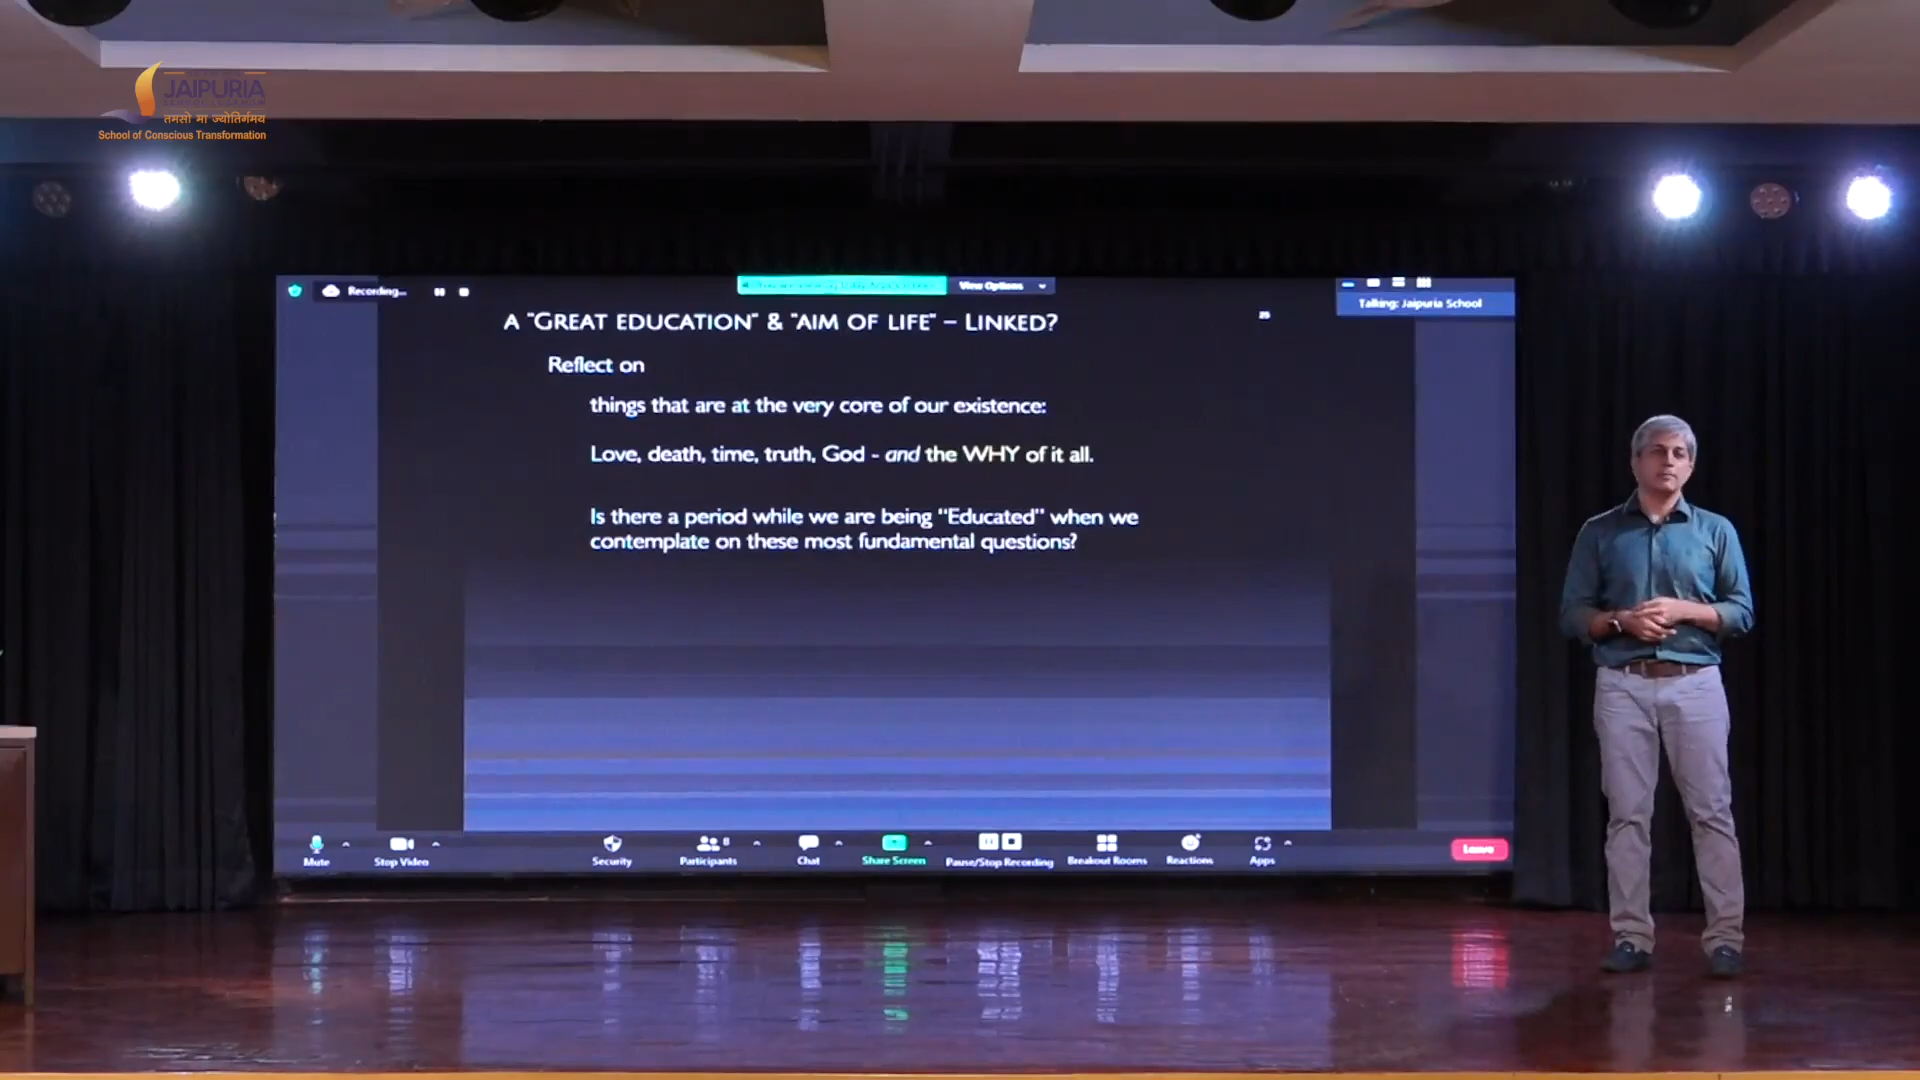 JAIPURIA
तमसो मा ज्योतिर्गमय
School of Conscious Transformation
Recording...
View Options
Talking: Jaipuria School
A "GREAT EDUCATION" & "AIM OF LIFE" – LINKED?
25
Reflect on
things that are at the very core of our existence:
Love, death, time, truth, God - and the WHY of it all.
Is there a period while we are being "Educated" when we
contemplate on these most fundamental questions?
Mute
Stop Video
Security
Participants
8
Chat
Share Screen
Pause/Stop Recording
Breakout Rooms
Reactions
Apps
Leave